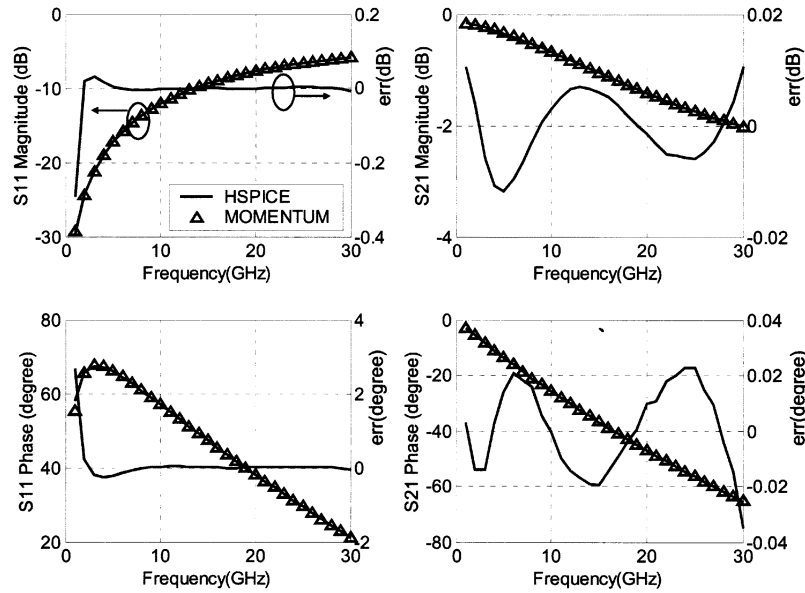 0
-10
-20
-30
S11 Magnitude (dB)
0.2
0
-0.2
-0.4
err(dB)
HSPICE
MOMENTUM
0 10 20 30
Frequency(GHz)
0
-2
-4
S21 Magnitude (dB)
0.02
0
0.02
err(dB)
0 10 20 30
Frequency(GHz)
80
60
40
20
S11 Phase (degree)
4
2
0
2
err(degree)
0 10 20 30
Frequency(GHz)
0
-20
-40
-60
-80
S21 Phase (degree)
0.04
0.02
0
-0.02
-0.04
err(degree)
0 10 20 30
Frequency(GHz)